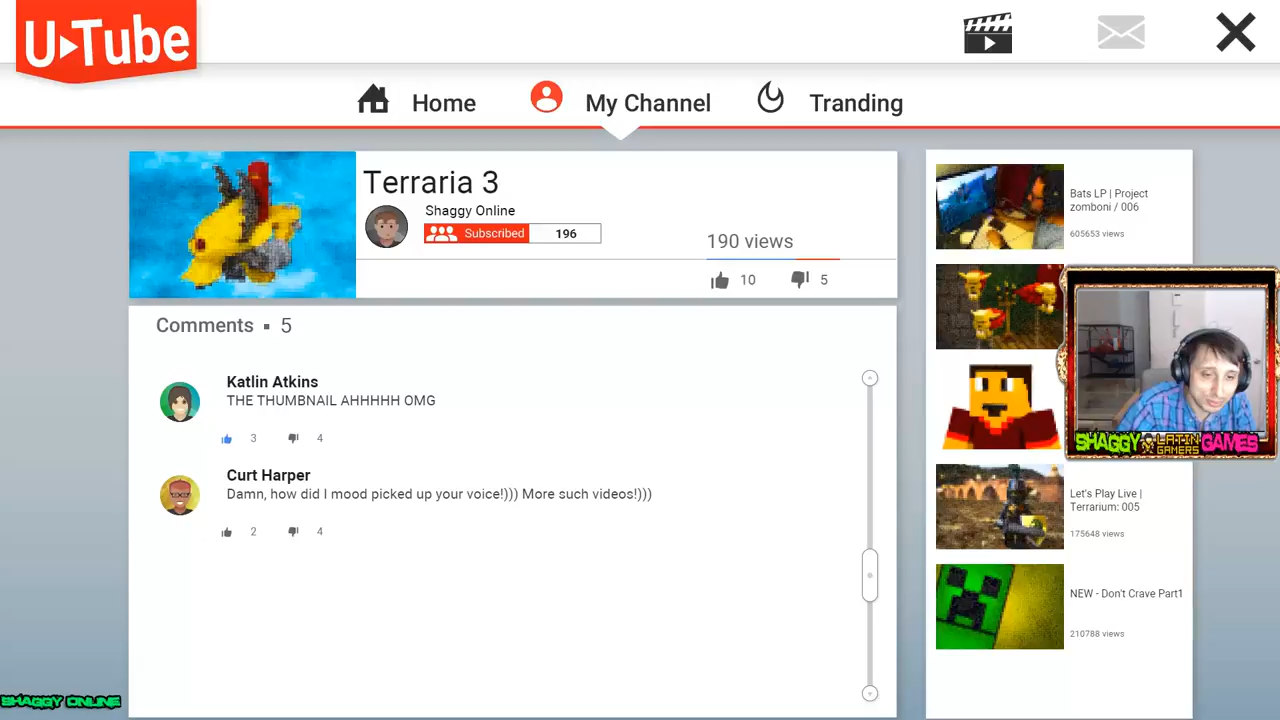 U Tube
Home
My Channel
Tranding
Terraria 3
Shaggy Online
Subscribed
196
190 views
10
5
Comments ▪ 5
Katlin Atkins
THE THUMBNAIL AHHHHH OMG
3
4
Curt Harper
Damn, how did I mood picked up your voice!))) More such videos!)))
2
4
Bats LP | Project
zomboni / 006
605653 views
Let's Play Live |
Terrarium: 005
175648 views
NEW - Don't Crave Part1
210788 views
SHAGGY LATIN GAMERS GAMES
SHAGGY ONLINE